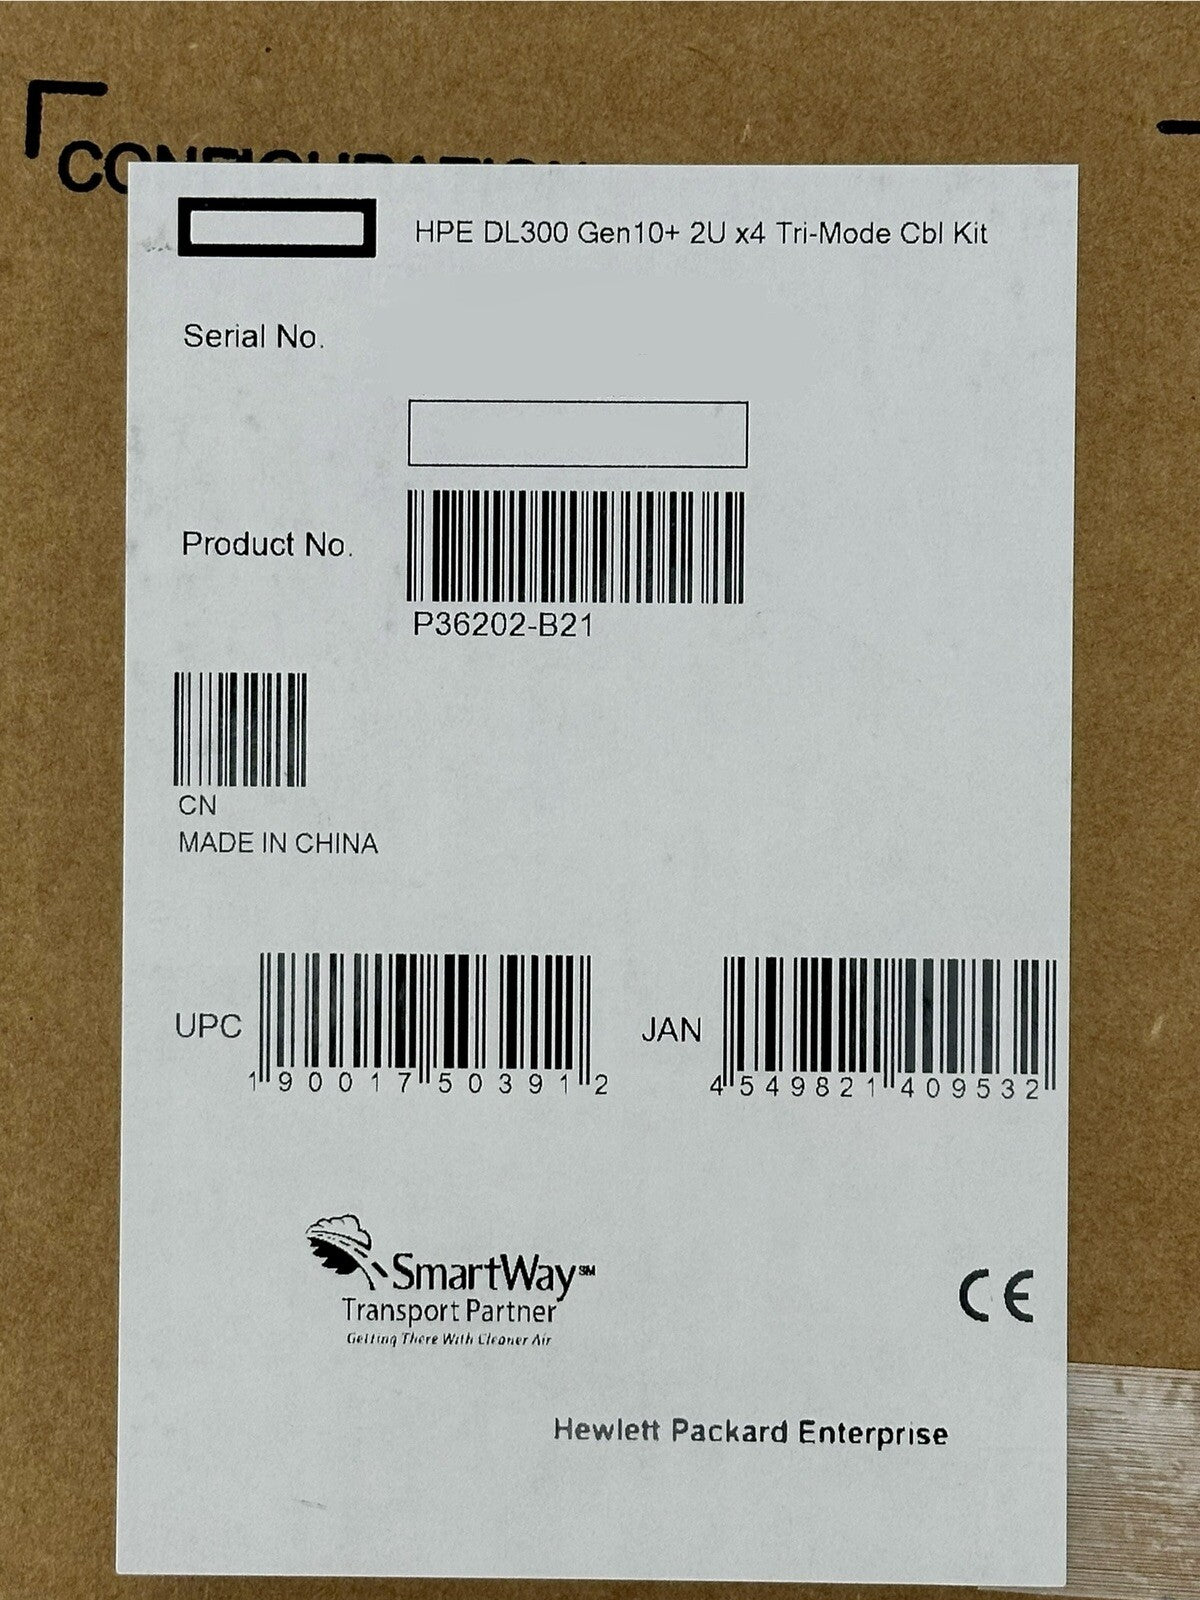 CONFIGURATION
HPE DL300 Gen10+ 2U x4 Tri-Mode Cbl Kit
Serial No.
Product No.
P36202-B21
CN
MADE IN CHINA
UPC
1 90017 50391 2
JAN
4 549821 409532
SmartWay℠
Transport Partner
Getting There With Cleaner Air
CE
Hewlett Packard Enterprise